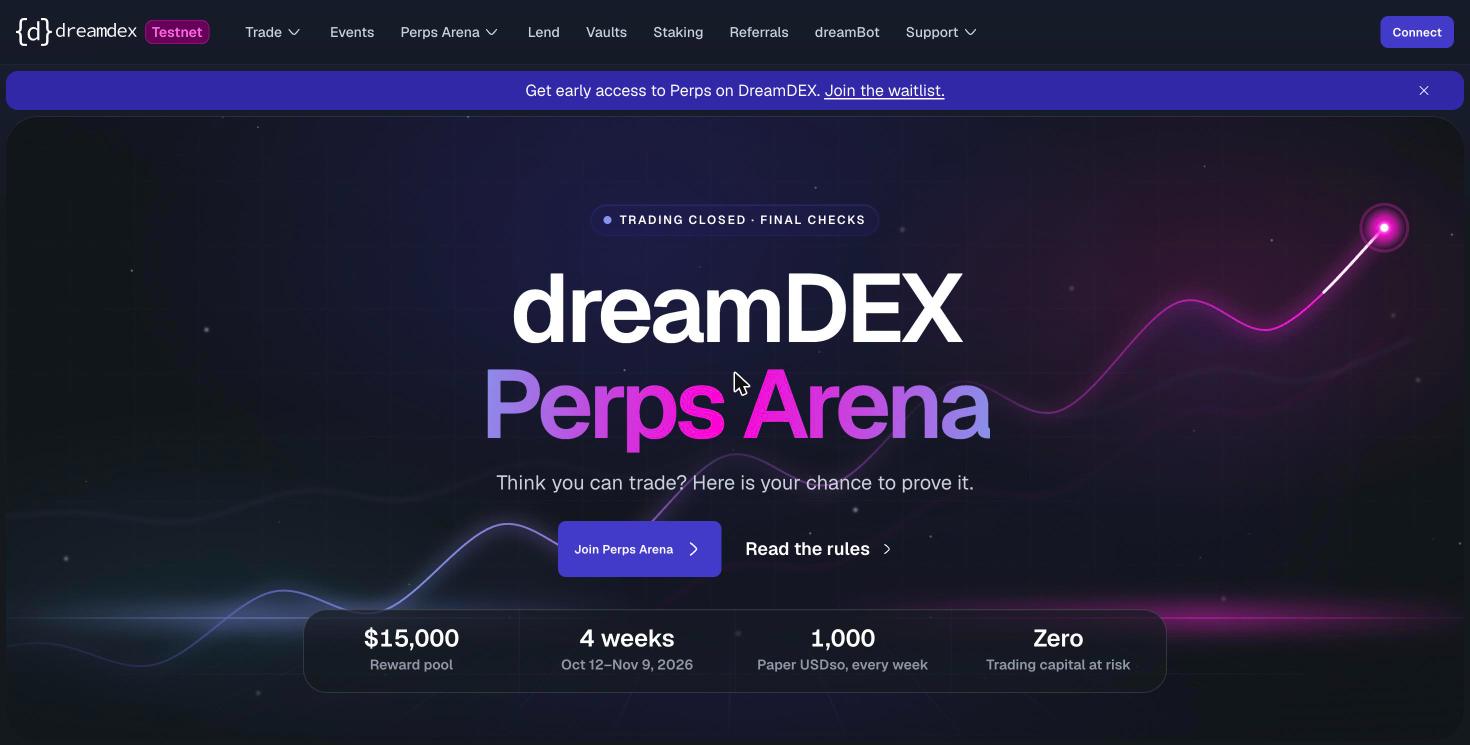 {d} dreamdex Testnet Trade Events Perps Arena Lend Vaults Staking Referrals dreamBot Support Connect
Get early access to Perps on DreamDEX. Join the waitlist.
TRADING CLOSED · FINAL CHECKS
dreamDEX
Perps Arena
Think you can trade? Here is your chance to prove it.
Join Perps Arena Read the rules
$15,000 4 weeks 1,000 Zero
Reward pool Oct 12–Nov 9, 2026 Paper USDso, every week Trading capital at risk